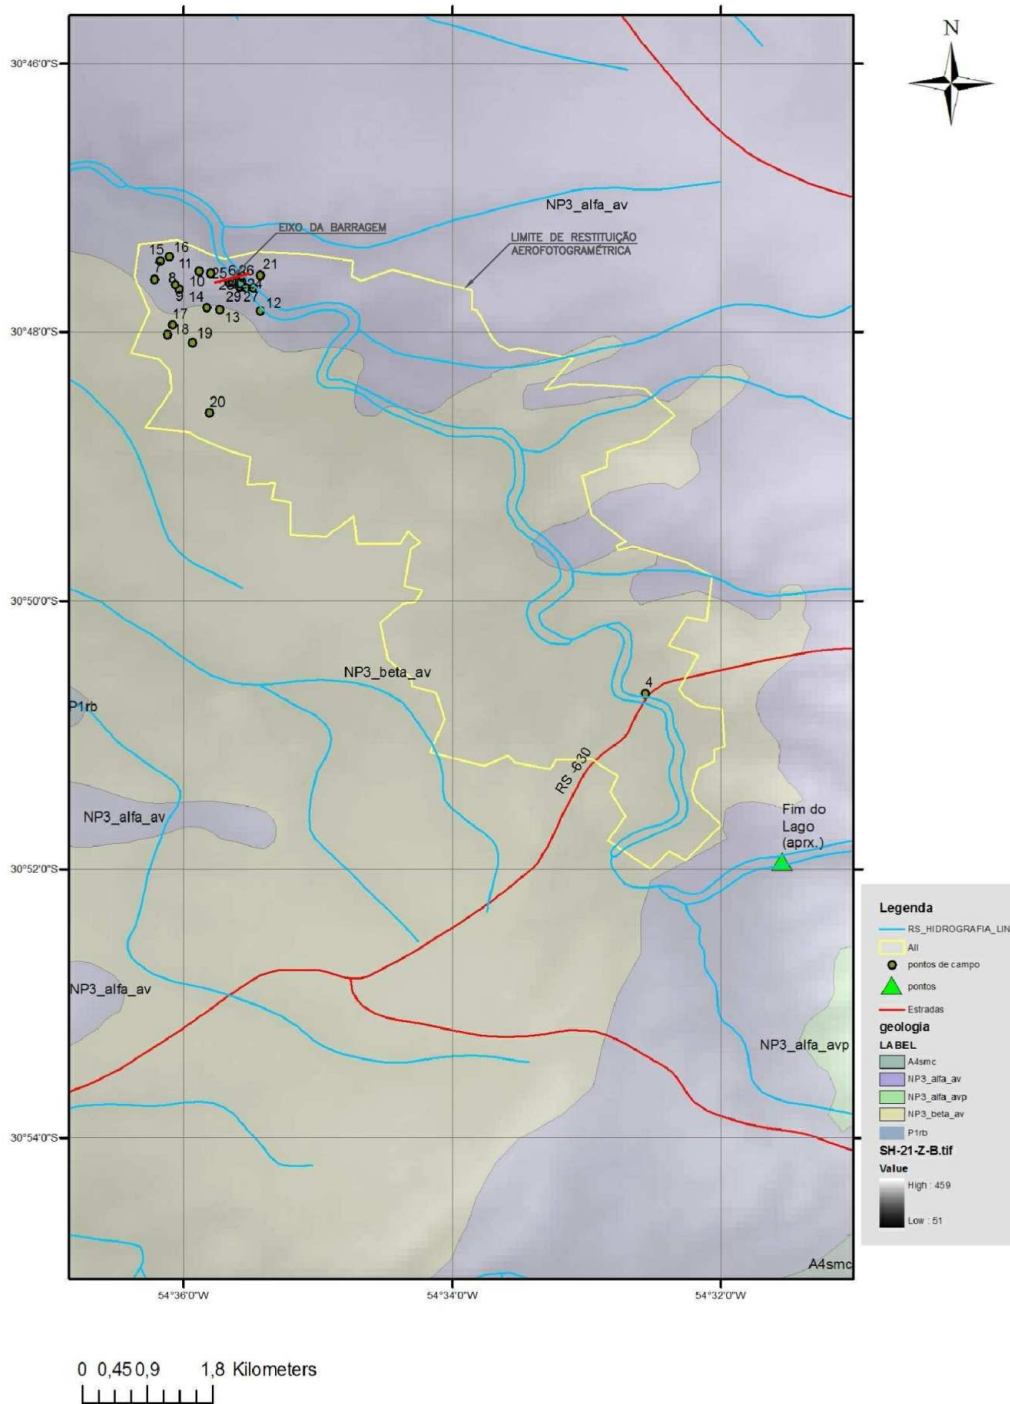 N
30°46'0"S
NP3_alfa_av
EIXO DA BARRAGEM
LIMITE DE RESTITUIÇÃO
AEROFOTOGRAMÉTRICA
15
16
11
21
7
8
10
25
6
26
24
9
14
29
27
12
13
17
18
19
30°48'0"S
20
30°50'0"S
NP3_beta_av
4
P1rb
RS -630
NP3_alfa_av
Fim do
Lago
(aprx.)
30°52'0"S
NP3_alfa_av
NP3_alfa_avp
30°54'0"S
A4smc
54°36'0"W
54°34'0"W
54°32'0"W
Legenda
RS_HIDROGRAFIA_LIN
AII
pontos de campo
pontos
Estradas
geologia
LABEL
A4smc
NP3_alfa_av
NP3_alfa_avp
NP3_beta_av
P1rb
SH-21-Z-B.tif
Value
High : 459
Low : 51
0 0,45 0,9 1,8 Kilometers